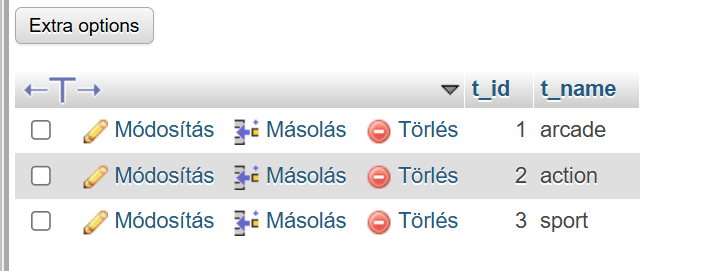 Extra options
←T→ t_id t_name
Módosítás Másolás Törlés 1 arcade
Módosítás Másolás Törlés 2 action
Módosítás Másolás Törlés 3 sport